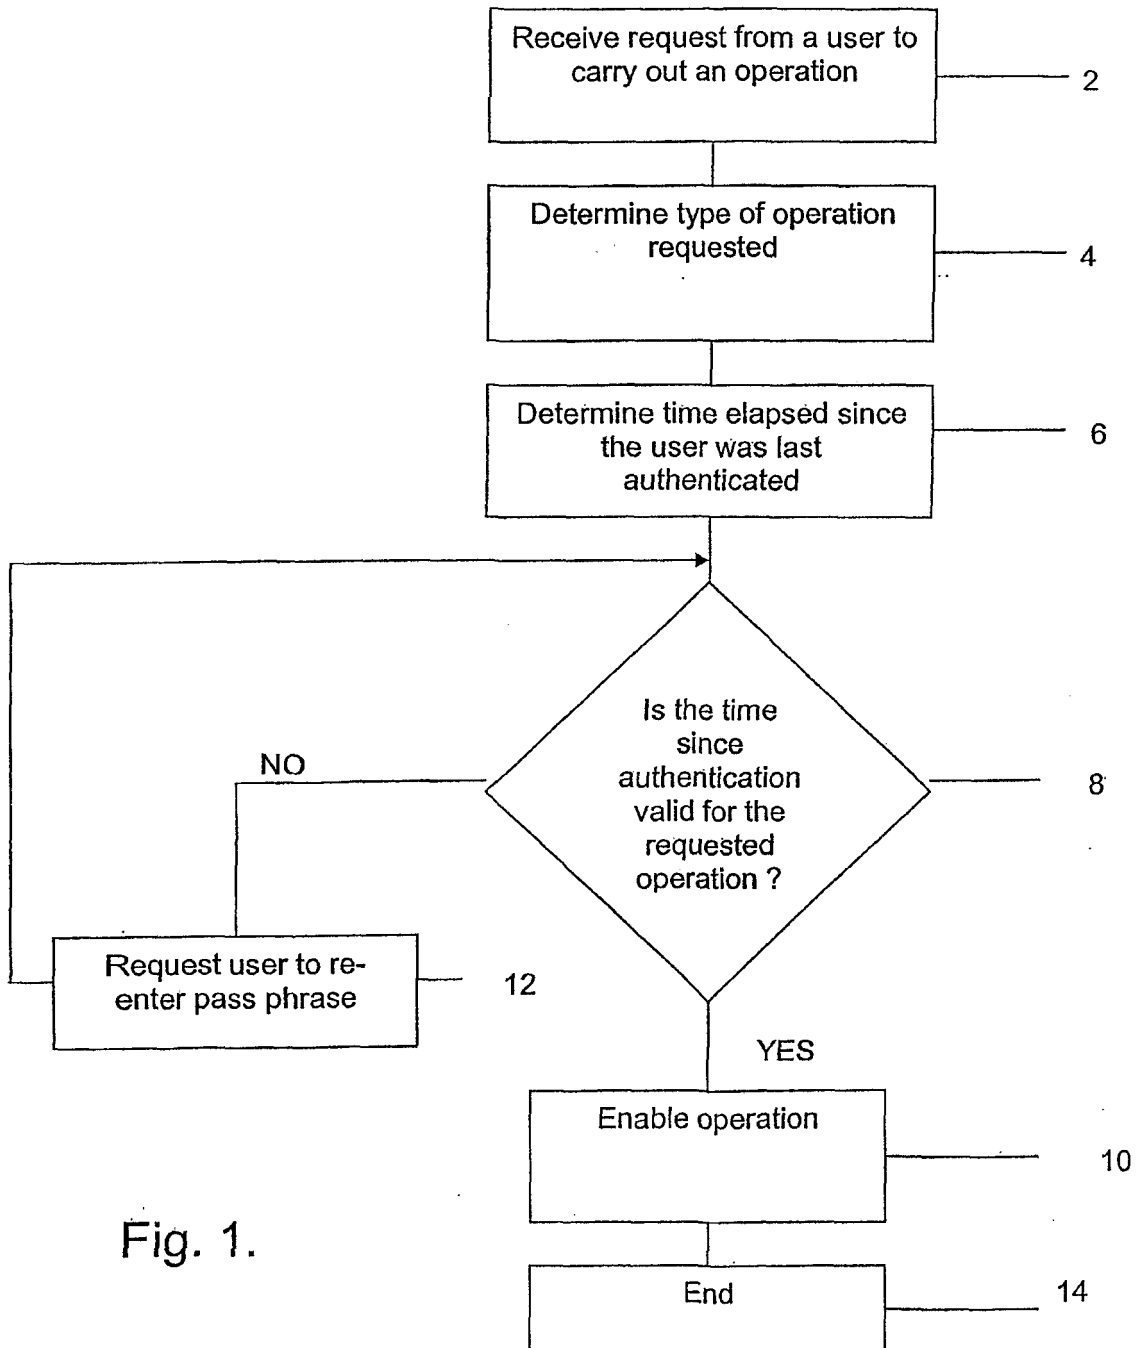 Receive request from a user to
carry out an operation
2
Determine type of operation
requested
4
Determine time elapsed since
the user was last
authenticated
6
Is the time
since
authentication
valid for the
requested
operation ?
8
NO
Request user to re-
enter pass phrase
12
YES
Enable operation
10
End
14
Fig. 1.